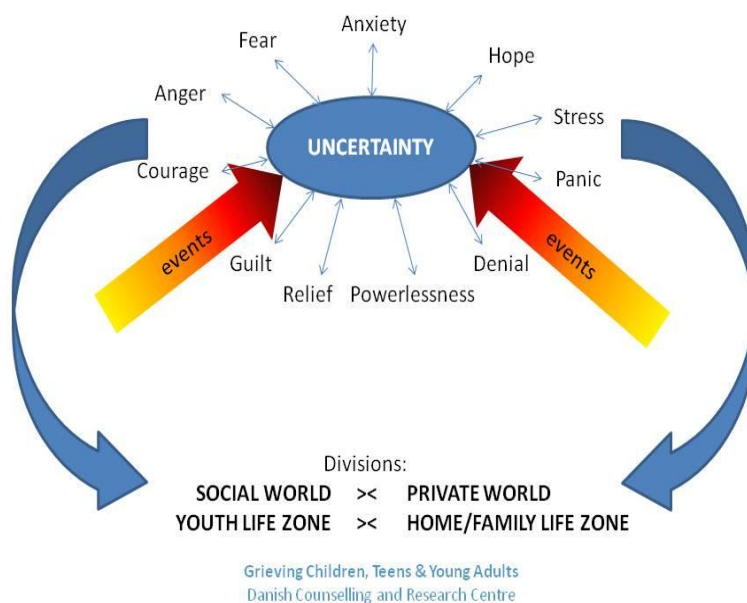 Anxiety
Fear
Hope
Anger
Stress
UNCERTAINTY
Courage
Panic
events
events
Guilt
Denial
Relief
Powerlessness
Divisions:
SOCIAL WORLD >< PRIVATE WORLD
YOUTH LIFE ZONE >< HOME/FAMILY LIFE ZONE
Grieving Children, Teens & Young Adults
Danish Counselling and Research Centre